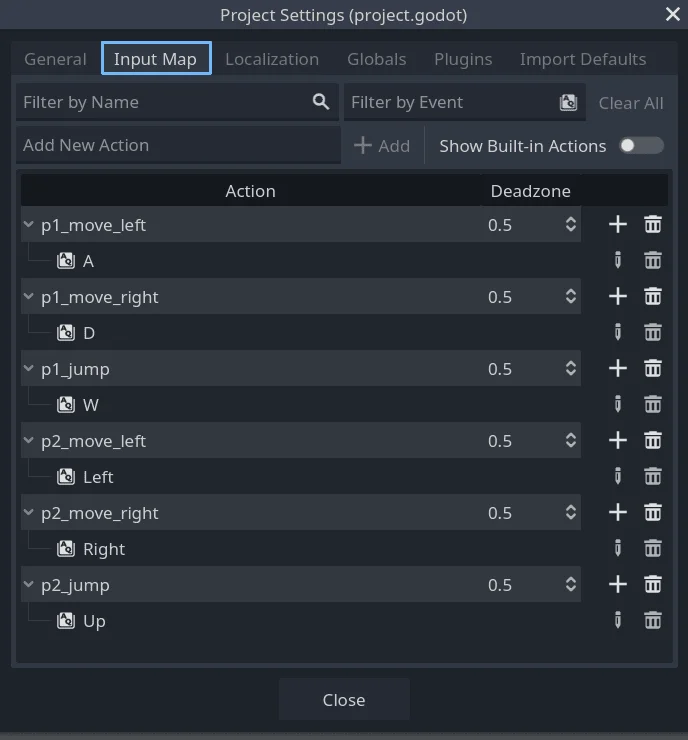 Project Settings (project.godot)
General Input Map Localization Globals Plugins Import Defaults
Filter by Name Filter by Event Clear All
Add New Action Add Show Built-in Actions
Action Deadzone
p1_move_left 0.5
A
p1_move_right 0.5
D
p1_jump 0.5
W
p2_move_left 0.5
Left
p2_move_right 0.5
Right
p2_jump 0.5
Up
Close